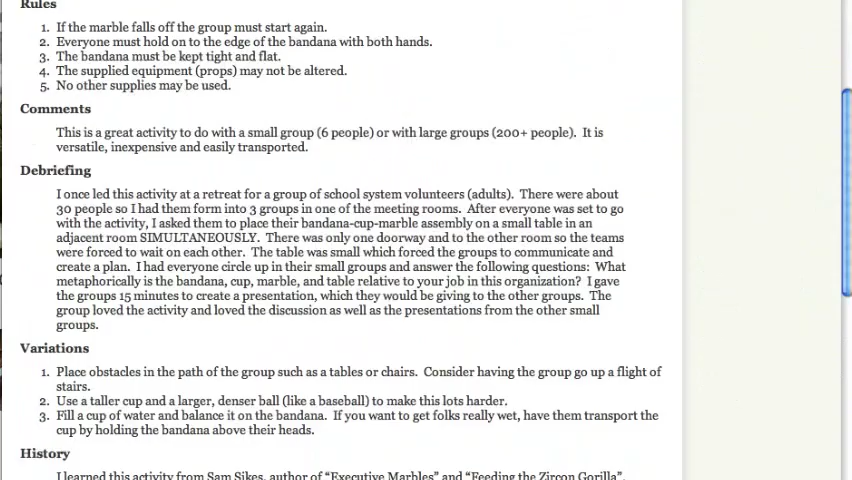 Rules
1. If the marble falls off the group must start again.
2. Everyone must hold on to the edge of the bandana with both hands.
3. The bandana must be kept tight and flat.
4. The supplied equipment (props) may not be altered.
5. No other supplies may be used.
Comments
This is a great activity to do with a small group (6 people) or with large groups (200+ people).  It is
versatile, inexpensive and easily transported.
Debriefing
I once led this activity at a retreat for a group of school system volunteers (adults).  There were about
30 people so I had them form into 3 groups in one of the meeting rooms.  After everyone was set to go
with the activity, I asked them to place their bandana-cup-marble assembly on a small table in an
adjacent room SIMULTANEOUSLY.  There was only one doorway and to the other room so the teams
were forced to wait on each other.  The table was small which forced the groups to communicate and
create a plan.  I had everyone circle up in their small groups and answer the following questions:  What
metaphorically is the bandana, cup, marble, and table relative to your job in this organization?  I gave
the groups 15 minutes to create a presentation, which they would be giving to the other groups.  The
group loved the activity and loved the discussion as well as the presentations from the other small
groups.
Variations
1. Place obstacles in the path of the group such as a tables or chairs.  Consider having the group go up a flight of
stairs.
2. Use a taller cup and a larger, denser ball (like a baseball) to make this lots harder.
3. Fill a cup of water and balance it on the bandana.  If you want to get folks really wet, have them transport the
cup by holding the bandana above their heads.
History
I learned this activity from Sam Sikes, author of "Executive Marbles" and "Feeding the Zircon Gorilla".